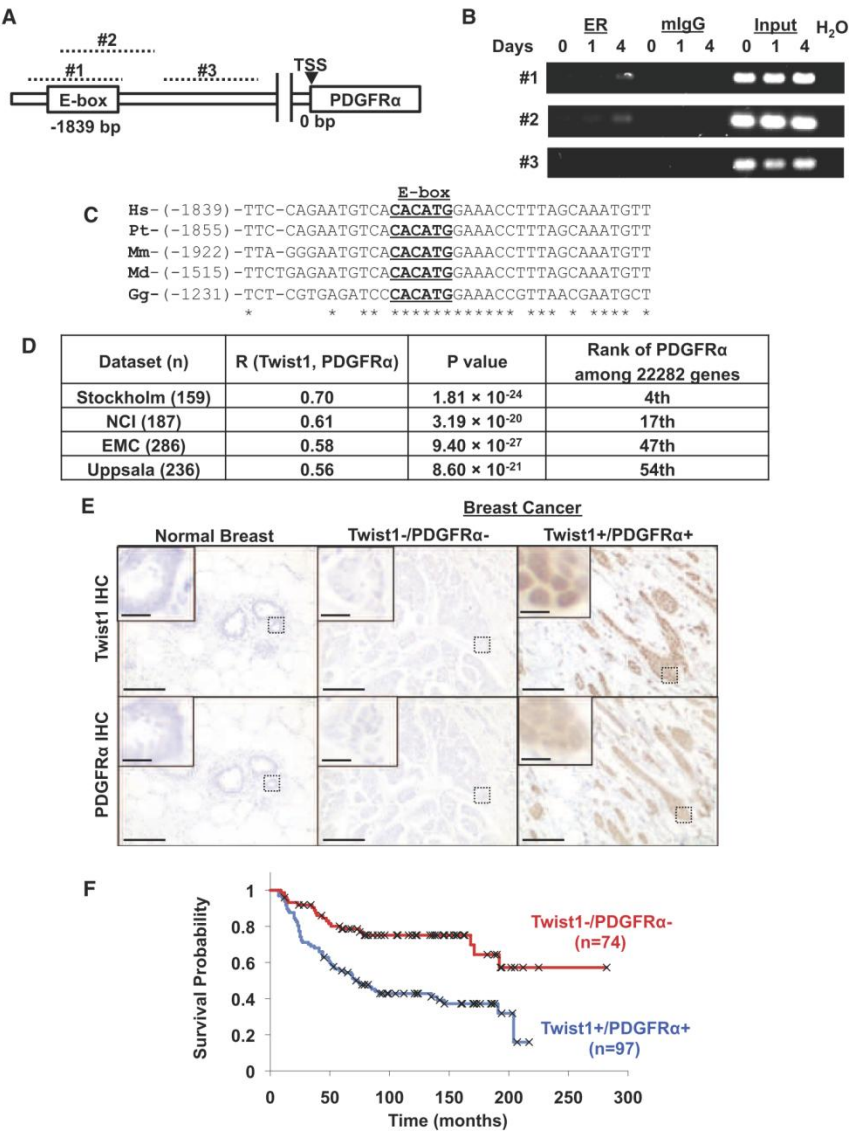 A
#2
#1
#3
TSS
E-box
PDGFRα
-1839 bp
0 bp
B
ER mIgG Input H2O
Days 0 1 4 0 1 4 0 1 4
#1
#2
#3
C
E-box
Hs-(-1839)-TTC-CAGAATGTCACACATGGAAACCTTTAGCAAATGTT
Pt-(-1855)-TTC-CAGAATGTCACACATGGAAACCTTTAGCAAATGTT
Mm-(-1922)-TTA-GGGAATGTCACACATGGAAACCTTTAGCAAATGTT
Md-(-1515)-TTCTGAGAATGTCACACATGGAAACCTTTAGCAAATGTT
Gg-(-1231)-TCT-CGTGAGATCCCACATGGAAACCGTTAACGAATGCT
* * ** ************ *** * *** *
D
Dataset (n) R (Twist1, PDGFRα) P value Rank of PDGFRα among 22282 genes
Stockholm (159) 0.70 1.81 × 10-24 4th
NCI (187) 0.61 3.19 × 10-20 17th
EMC (286) 0.58 9.40 × 10-27 47th
Uppsala (236) 0.56 8.60 × 10-21 54th
E
Breast Cancer
Normal Breast Twist1-/PDGFRα- Twist1+/PDGFRα+
Twist1 IHC
PDGFRα IHC
F
Survival Probability
1
0.8
0.6
0.4
0.2
0
0 50 100 150 200 250 300
Time (months)
Twist1-/PDGFRα-
(n=74)
Twist1+/PDGFRα+
(n=97)